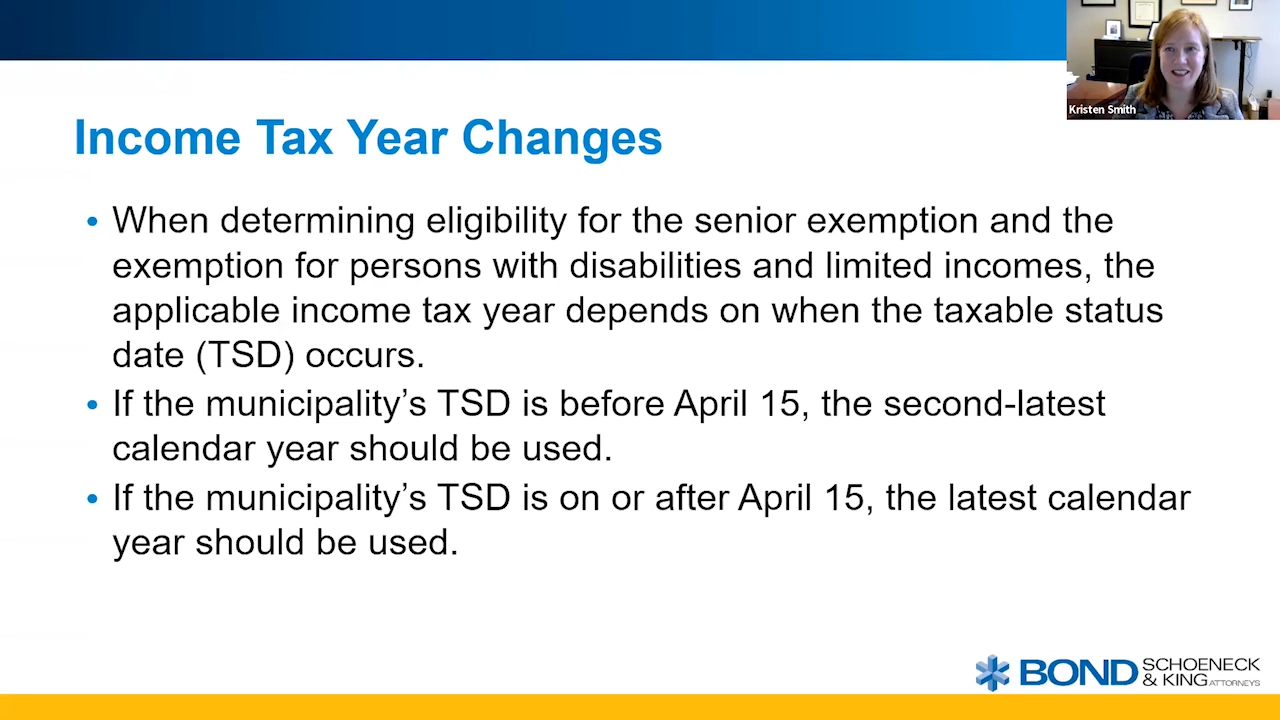 Kristen Smith
Income Tax Year Changes
• When determining eligibility for the senior exemption and the
exemption for persons with disabilities and limited incomes, the
applicable income tax year depends on when the taxable status
date (TSD) occurs.
• If the municipality’s TSD is before April 15, the second-latest
calendar year should be used.
• If the municipality’s TSD is on or after April 15, the latest calendar
year should be used.
BOND SCHOENECK
& KING ATTORNEYS